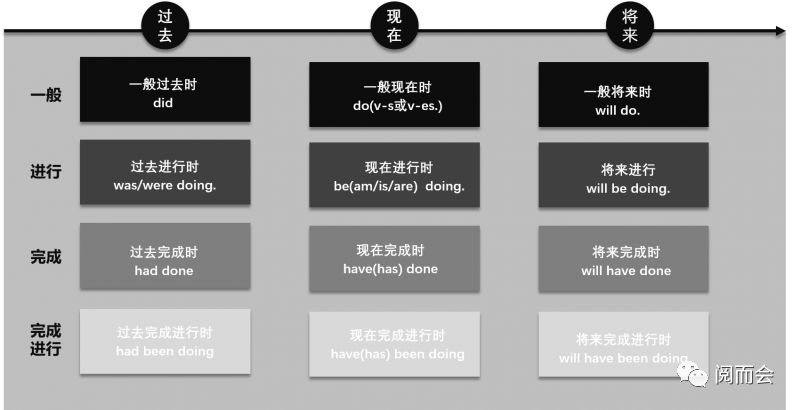 过去
现在
将来
一般
一般过去时
did
一般现在时
do(v-s或v-es.)
一般将来时
will do.
进行
过去进行时
was/were doing.
现在进行时
be(am/is/are) doing.
将来进行
will be doing.
完成
过去完成时
had done
现在完成时
have(has) done
将来完成时
will have done
完成
进行
过去完成进行时
had been doing
现在完成进行时
have(has) been doing
将来完成进行时
will have been doing
阅而会